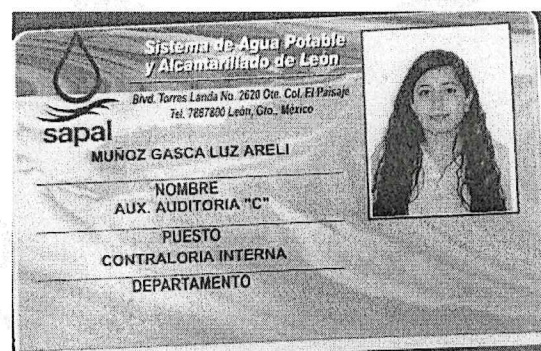 Sistema de Agua Potable
y Alcantarillado de León
Blvd. Torres Landa No. 2620 Ote. Col. El Paisaje
Tel. 7887800 León, Gto., México
sapal
MUÑOZ GASCA LUZ ARELI
NOMBRE
AUX. AUDITORIA "C"
PUESTO
CONTRALORIA INTERNA
DEPARTAMENTO